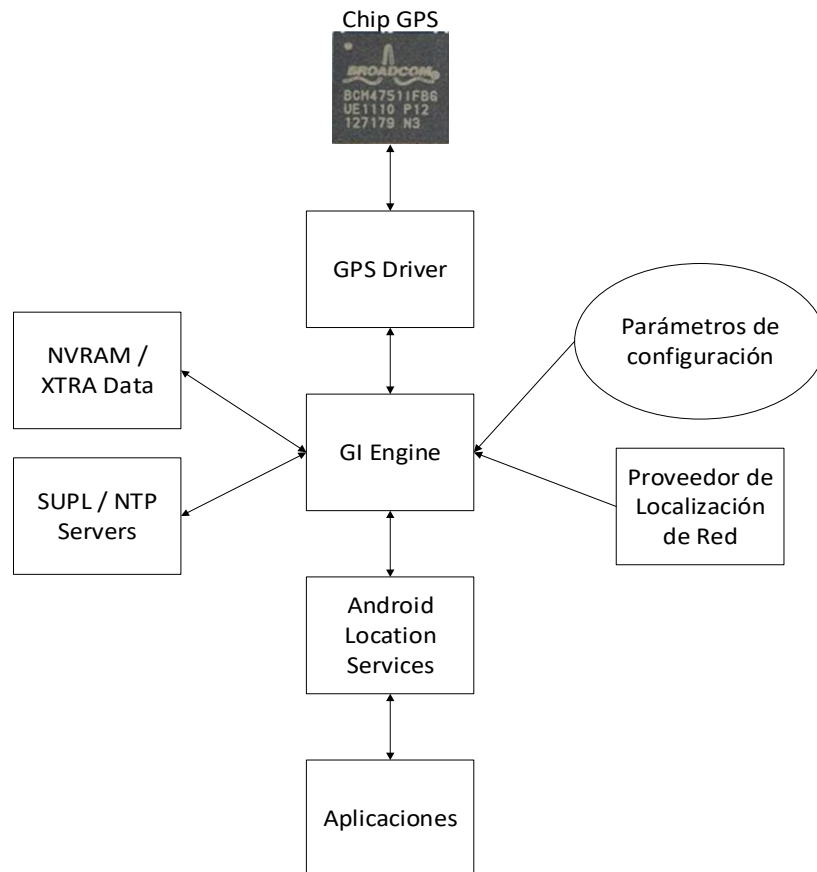 Chip GPS
BROADCOM
BCM4751IFBG
UE1110 P12
127179 N3
GPS Driver
NVRAM /
XTRA Data
Parámetros de
configuración
GI Engine
SUPL / NTP
Servers
Proveedor de
Localización
de Red
Android
Location
Services
Aplicaciones